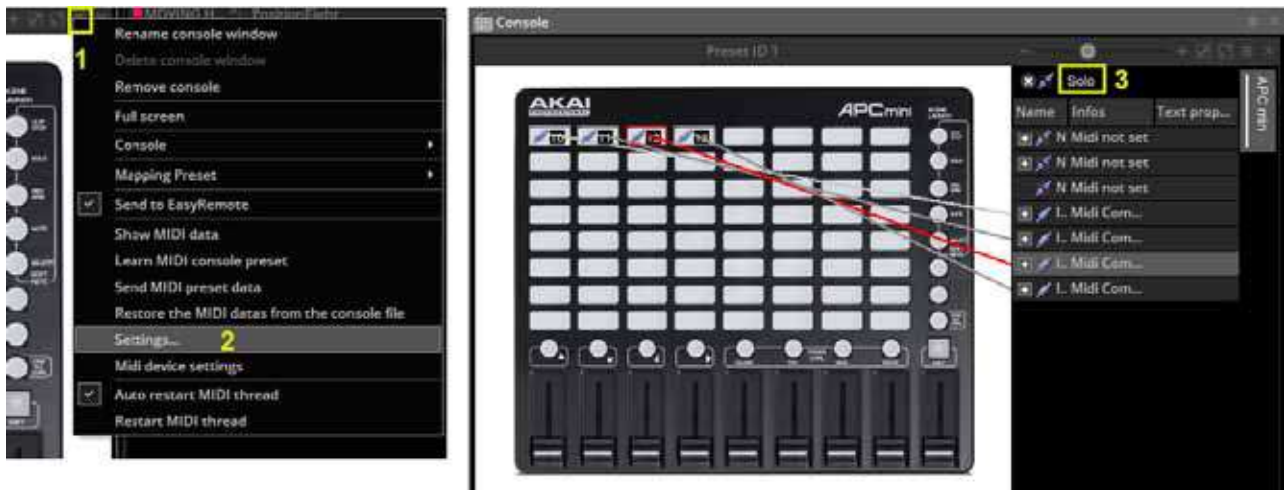 MOVING H
1
Rename console window
Delete console window
Remove console
Full screen
Console
Mapping Preset
Send to EasyRemote
Show MIDI data
Learn MIDI console preset
Send MIDI preset data
Restore the MIDI datas from the console file
Settings... 2
Midi device settings
Auto restart MIDI thread
Restart MIDI thread
Console
Preset ID 1
Solo 3
Name Infos Text prop...
N Midi not set
N Midi not set
N Midi not set
I.. Midi Com...
I.. Midi Com...
I.. Midi Com...
I.. Midi Com...
APC min
AKAI
APCmini